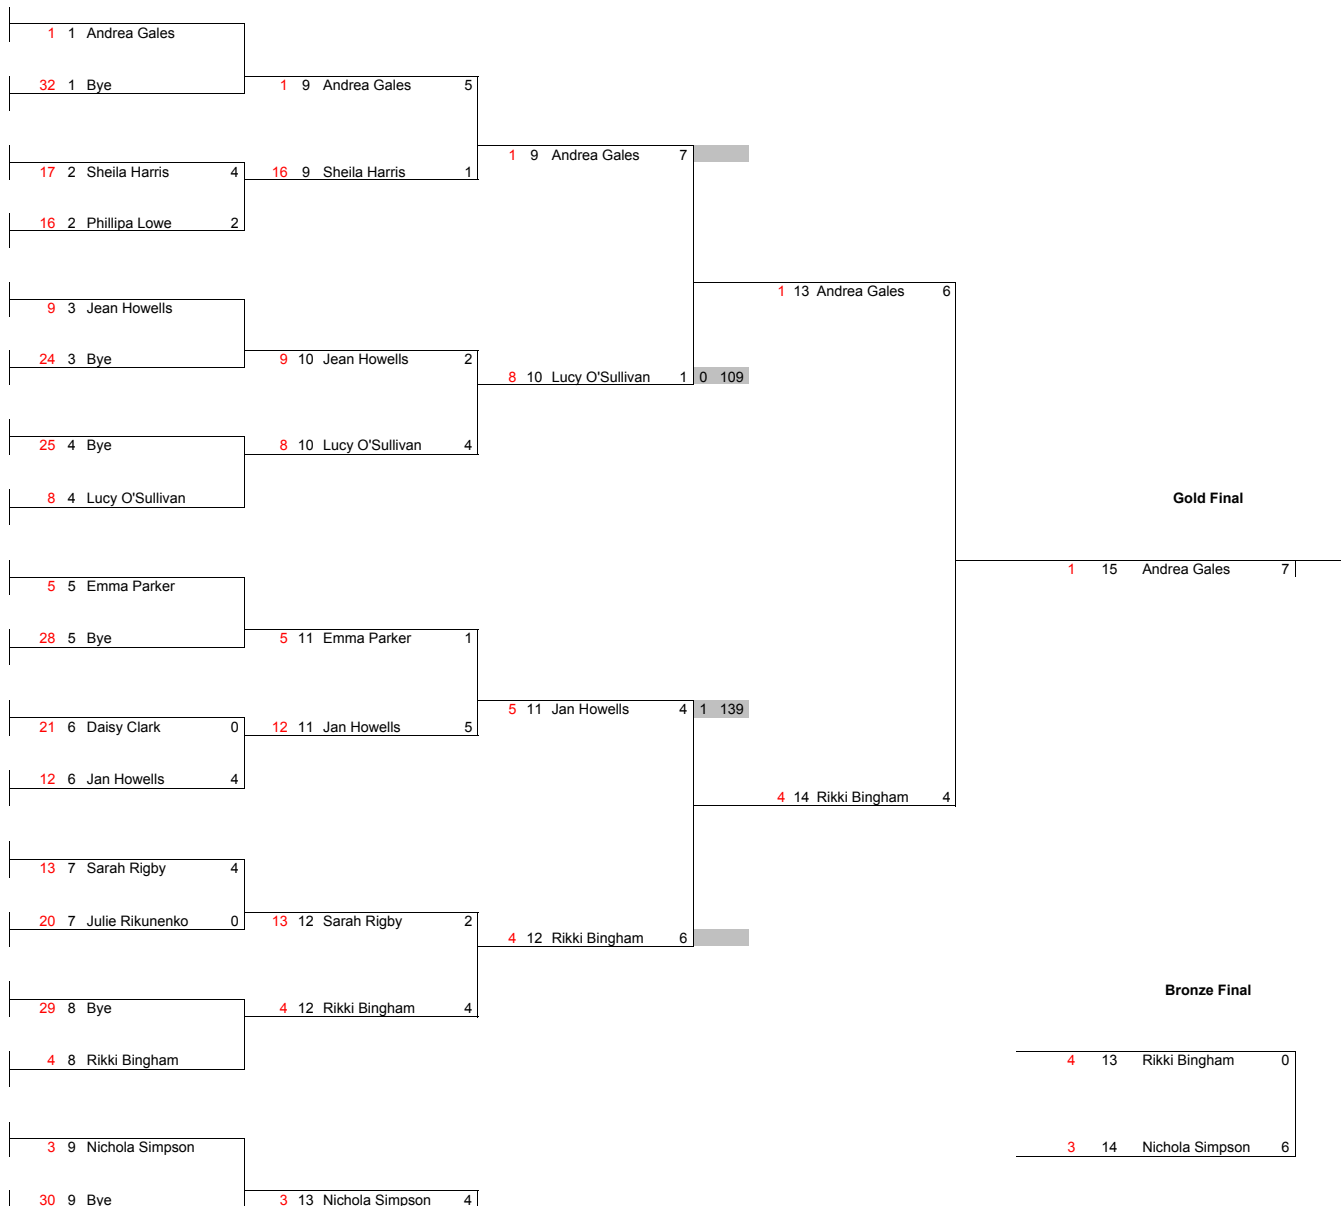 1 1 Andrea Gales
32 1 Bye
1 9 Andrea Gales 5
1 9 Andrea Gales 7
17 2 Sheila Harris 4
16 9 Sheila Harris 1
16 2 Phillipa Lowe 2
1 13 Andrea Gales 6
9 3 Jean Howells
24 3 Bye
9 10 Jean Howells 2
8 10 Lucy O'Sullivan 1 0 109
25 4 Bye
8 10 Lucy O'Sullivan 4
8 4 Lucy O'Sullivan
Gold Final
1 15 Andrea Gales 7
5 5 Emma Parker
28 5 Bye
5 11 Emma Parker 1
5 11 Jan Howells 4 1 139
21 6 Daisy Clark 0
12 11 Jan Howells 5
12 6 Jan Howells 4
4 14 Rikki Bingham 4
13 7 Sarah Rigby 4
20 7 Julie Rikunenko 0
13 12 Sarah Rigby 2
4 12 Rikki Bingham 6
Bronze Final
29 8 Bye
4 12 Rikki Bingham 4
4 8 Rikki Bingham
4 13 Rikki Bingham 0
3 9 Nichola Simpson
3 14 Nichola Simpson 6
30 9 Bye
3 13 Nichola Simpson 4